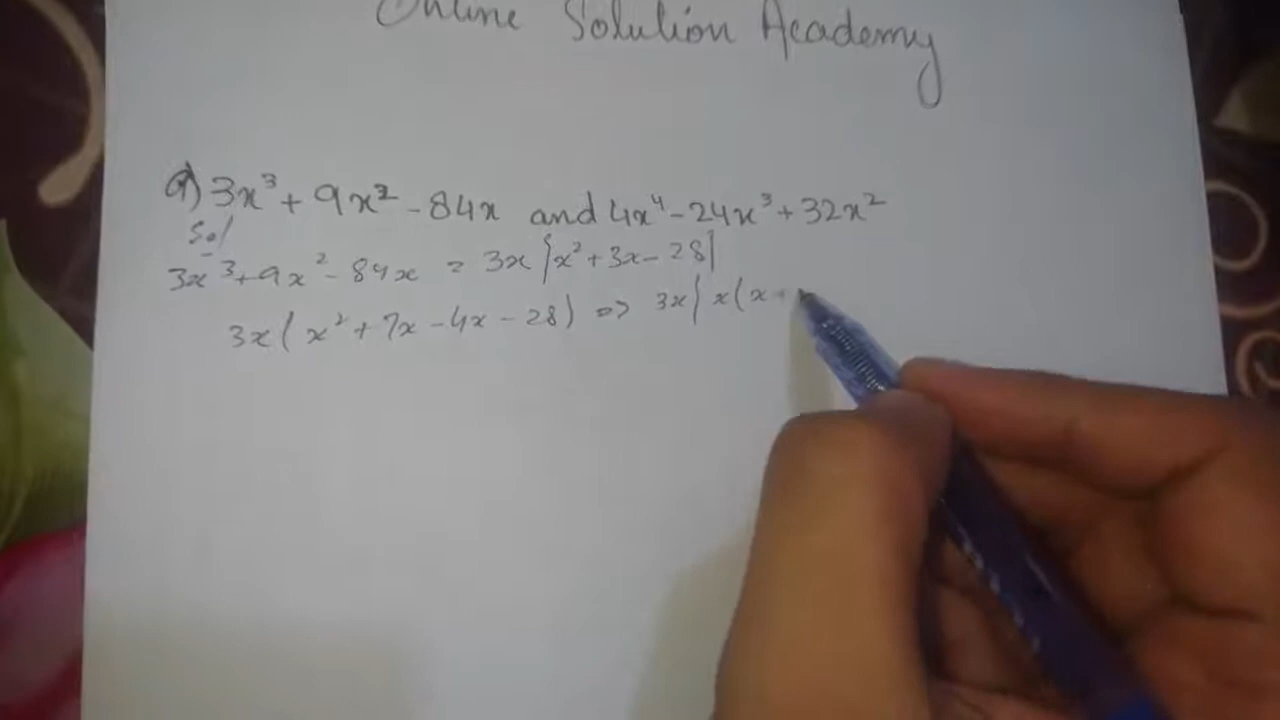 Online Solution Academy
Q) 3x³ + 9x² - 84x and 4x⁴ - 24x³ + 32x²
Sol
3x³ + 9x² - 84x = 3x [x² + 3x - 28]
3x ( x² + 7x - 4x - 28 ) => 3x [ x (x +